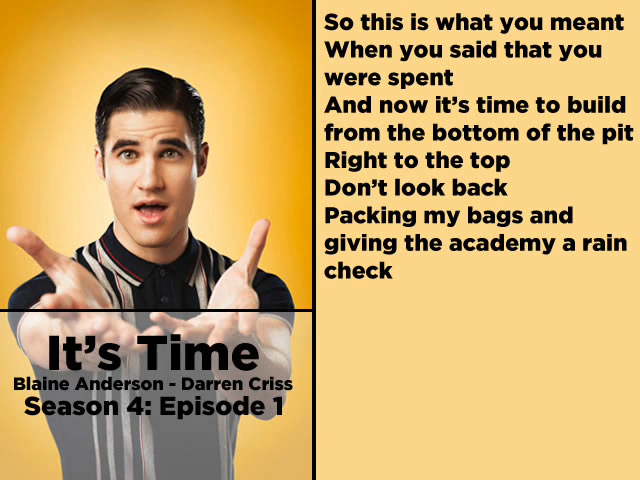 So this is what you meant
When you said that you
were spent
And now it’s time to build
from the bottom of the pit
Right to the top
Don’t look back
Packing my bags and
giving the academy a rain
check
It’s Time
Blaine Anderson - Darren Criss
Season 4: Episode 1